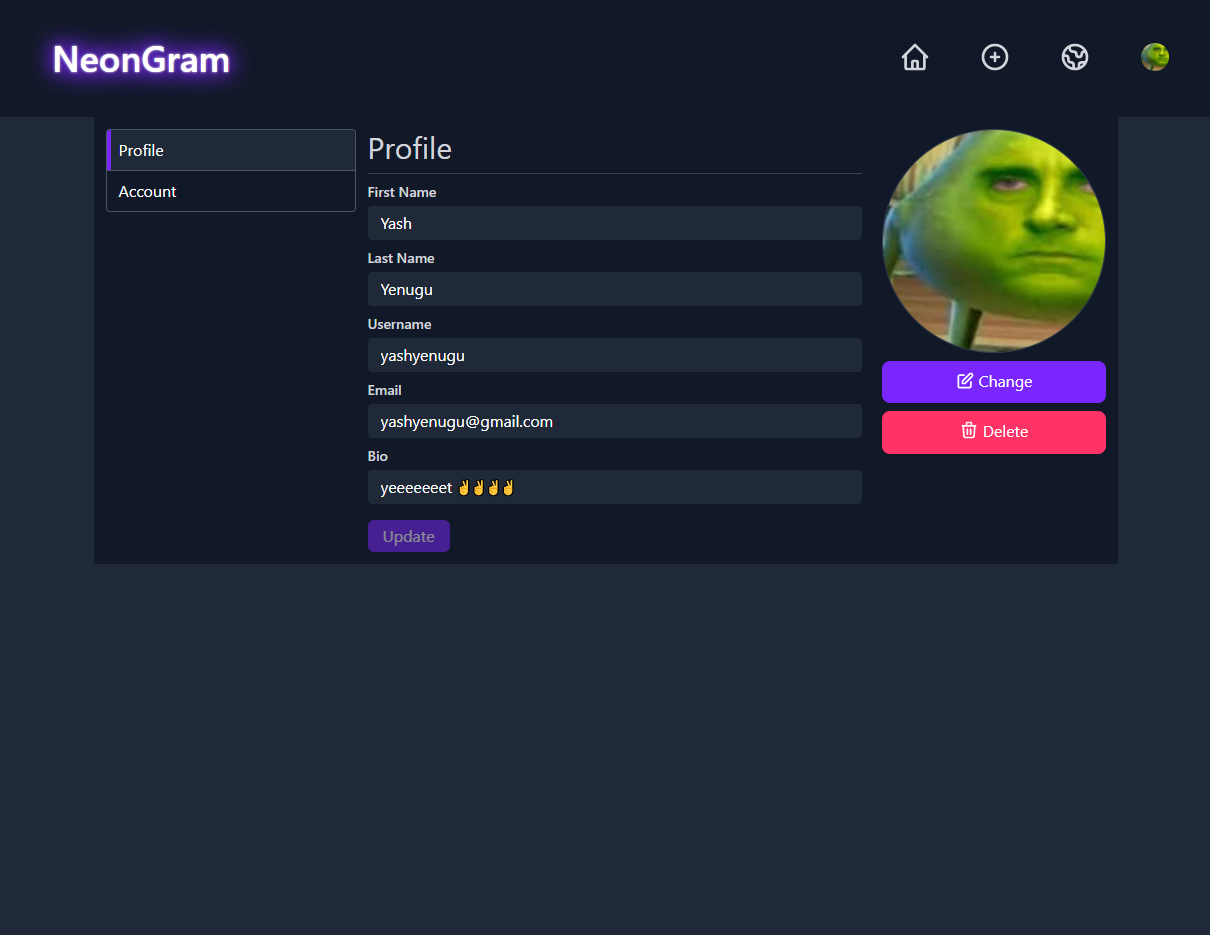 NeonGram
Profile
Account
Profile
First Name
Yash
Last Name
Yenugu
Username
yashyenugu
Email
yashyenugu@gmail.com
Bio
yeeeeeeet ✌✌✌✌
Update
Change
Delete